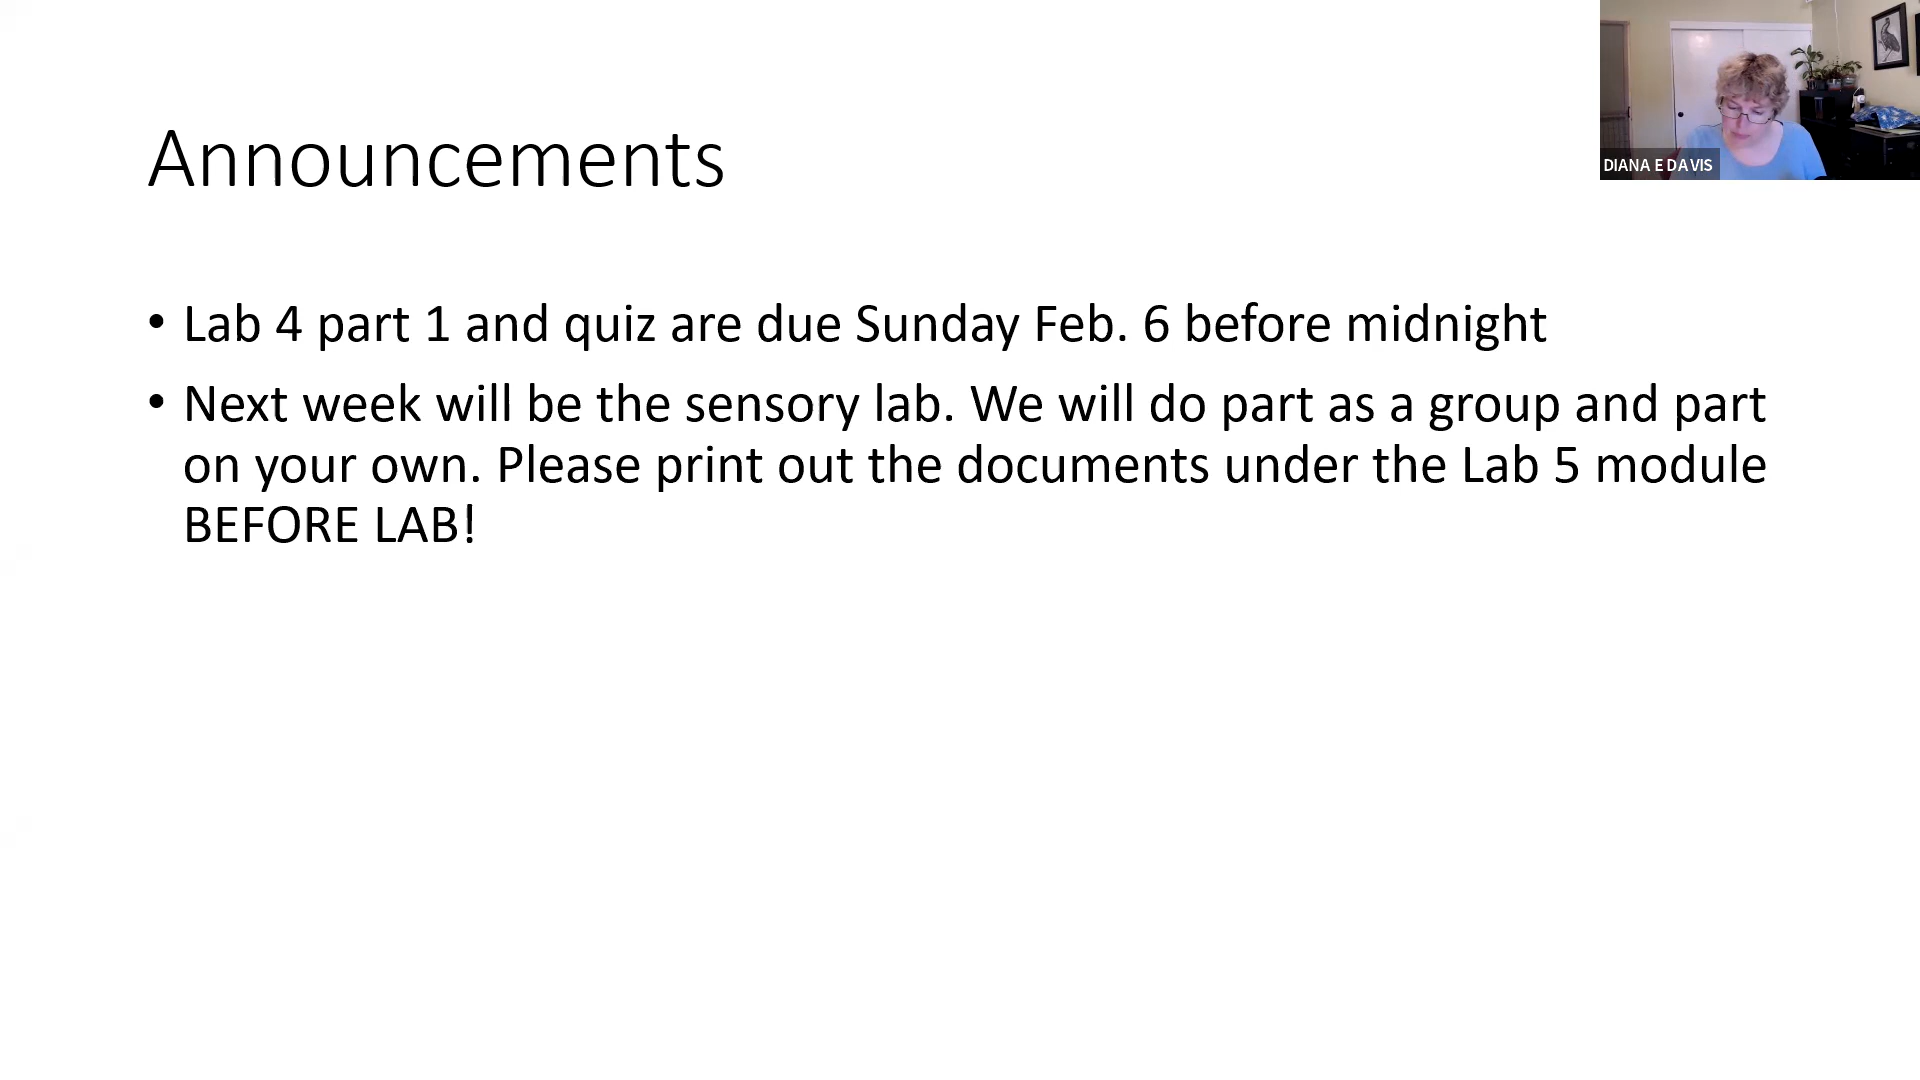 Announcements
DIANA E DAVIS
• Lab 4 part 1 and quiz are due Sunday Feb. 6 before midnight
• Next week will be the sensory lab. We will do part as a group and part
on your own. Please print out the documents under the Lab 5 module
BEFORE LAB!